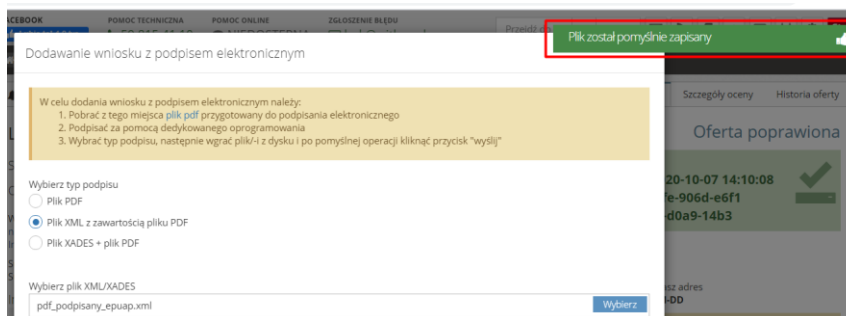 ACEBOOK
POMOC TECHNICZNA
POMOC ONLINE
ZGŁOSZENIE BŁĘDU
Plik został pomyślnie zapisany
Dodawanie wniosku z podpisem elektronicznym
Szczegóły oceny
Historia oferty
W celu dodania wniosku z podpisem elektronicznym należy:
1. Pobrać z tego miejsca plik pdf przygotowany do podpisania elektronicznego
2. Podpisać za pomocą dedykowanego oprogramowania
3. Wybrać typ podpisu, następnie wgrać plik/-i z dysku i po pomyślnej operacji kliknąć przycisk "wyślij"
Oferta poprawiona
20-10-07 14:10:08
fe-906d-e6f1
-d0a9-14b3
Wybierz typ podpisu
Plik PDF
Plik XML z zawartością pliku PDF
Plik XADES + plik PDF
Wybierz plik XML/XADES
asz adres
pdf_podpisany_epuap.xml
Wybierz
I-DD